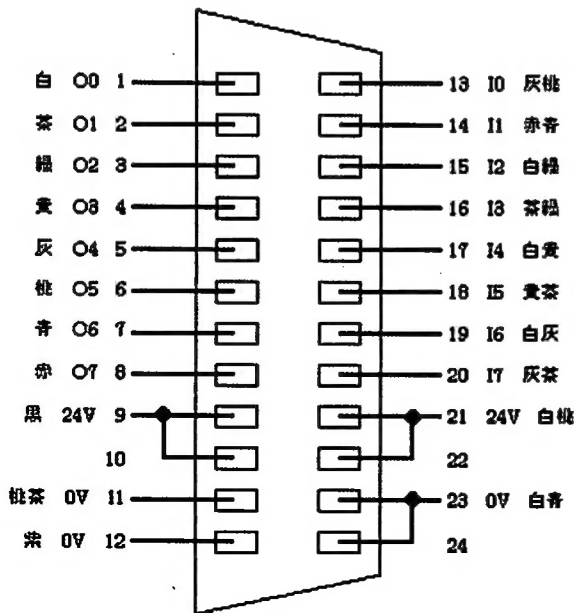 白 O0 1
茶 O1 2
緑 O2 3
黄 O3 4
灰 O4 5
桃 O5 6
青 O6 7
赤 O7 8
黒 24V 9
10
桃茶 0V 11
紫 0V 12
13 I0 灰桃
14 I1 赤青
15 I2 白緑
16 I3 茶緑
17 I4 白黄
18 I5 黄茶
19 I6 白灰
20 I7 灰茶
21 24V 白桃
22
23 0V 白青
24